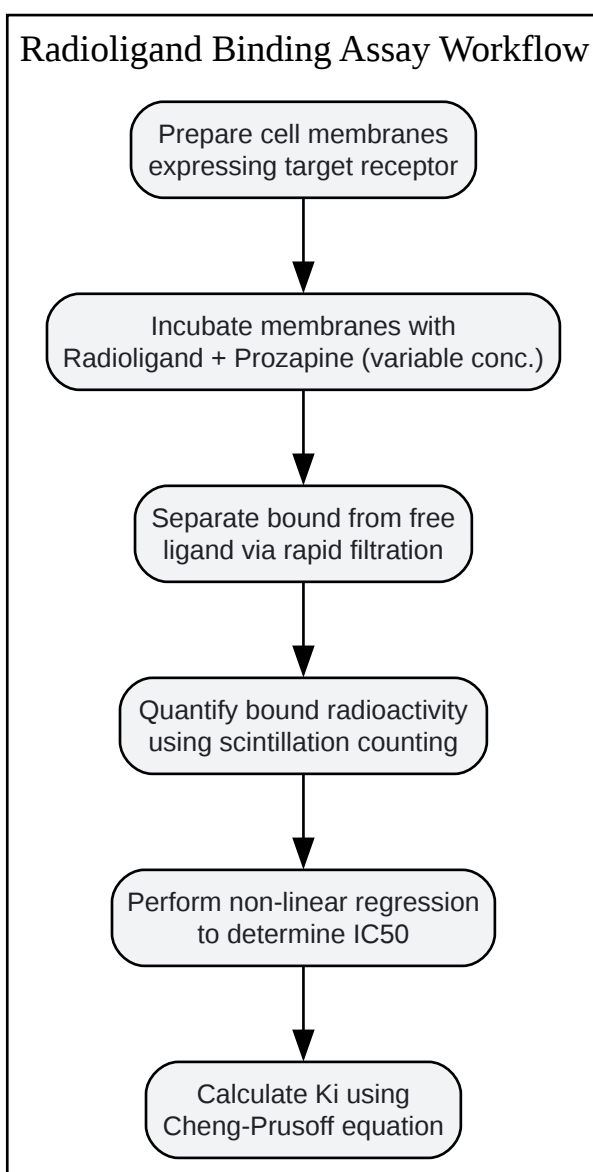 Radioligand Binding Assay Workflow
Prepare cell membranes
expressing target receptor
Incubate membranes with
Radioligand + Prozapine (variable conc.)
Separate bound from free
ligand via rapid filtration
Quantify bound radioactivity
using scintillation counting
Perform non-linear regression
to determine IC50
Calculate Ki using
Cheng-Prusoff equation